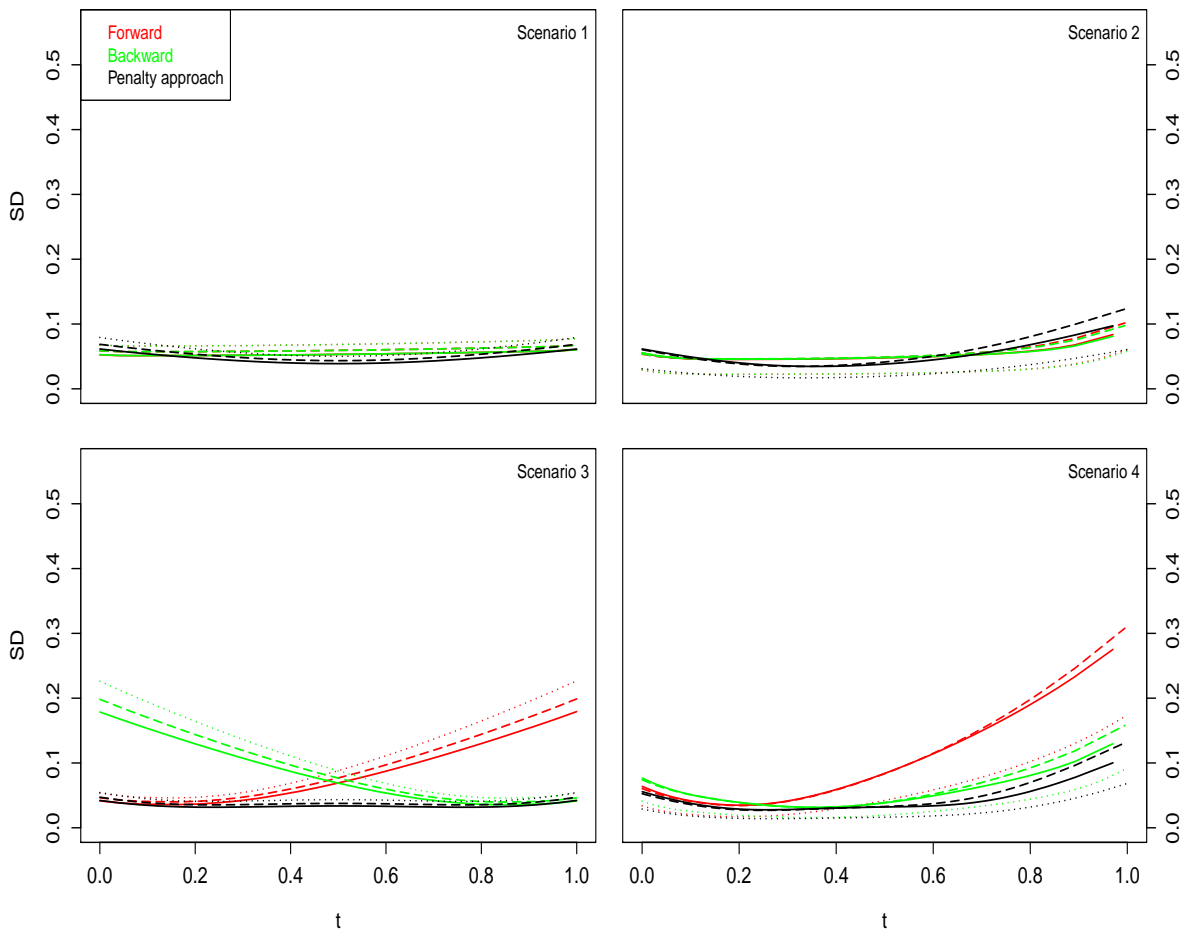 Forward
Backward
Penalty approach
Scenario 1
Scenario 2
0.0 0.1 0.2 0.3 0.4 0.5
SD
0.0 0.1 0.2 0.3 0.4 0.5
Scenario 3
Scenario 4
0.0 0.1 0.2 0.3 0.4 0.5
SD
0.0 0.1 0.2 0.3 0.4 0.5
0.0 0.2 0.4 0.6 0.8 1.0
0.0 0.2 0.4 0.6 0.8 1.0
t
t